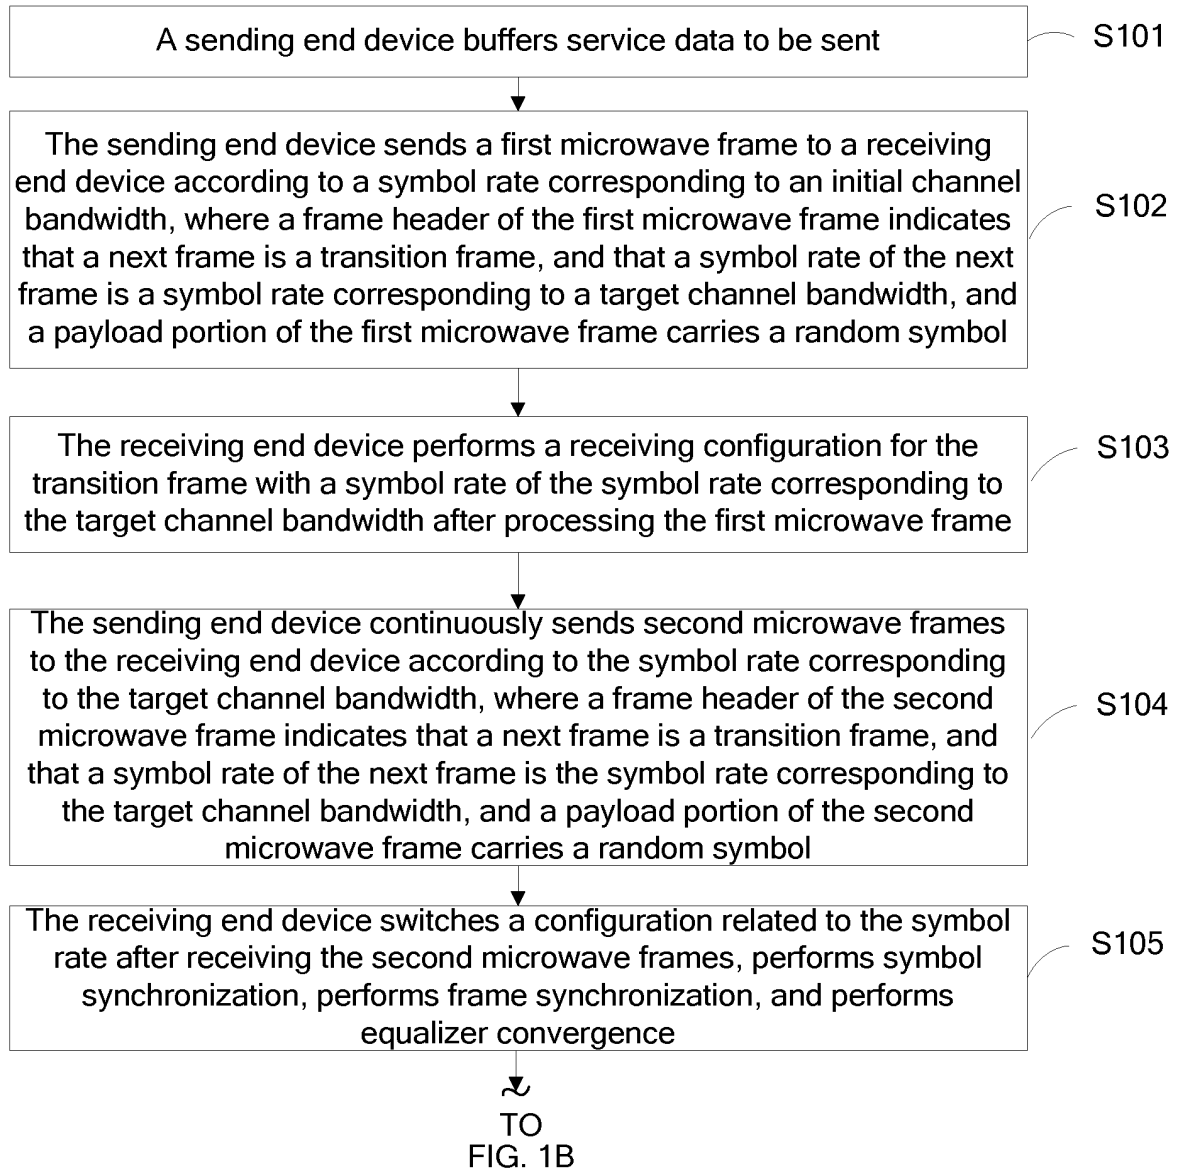 A sending end device buffers service data to be sent
S101
The sending end device sends a first microwave frame to a receiving
end device according to a symbol rate corresponding to an initial channel
bandwidth, where a frame header of the first microwave frame indicates
that a next frame is a transition frame, and that a symbol rate of the next
frame is a symbol rate corresponding to a target channel bandwidth, and
a payload portion of the first microwave frame carries a random symbol
S102
The receiving end device performs a receiving configuration for the
transition frame with a symbol rate of the symbol rate corresponding to
the target channel bandwidth after processing the first microwave frame
S103
The sending end device continuously sends second microwave frames
to the receiving end device according to the symbol rate corresponding
to the target channel bandwidth, where a frame header of the second
microwave frame indicates that a next frame is a transition frame, and
that a symbol rate of the next frame is the symbol rate corresponding to
the target channel bandwidth, and a payload portion of the second
microwave frame carries a random symbol
S104
The receiving end device switches a configuration related to the symbol
rate after receiving the second microwave frames, performs symbol
synchronization, performs frame synchronization, and performs
equalizer convergence
S105
TO
FIG. 1B